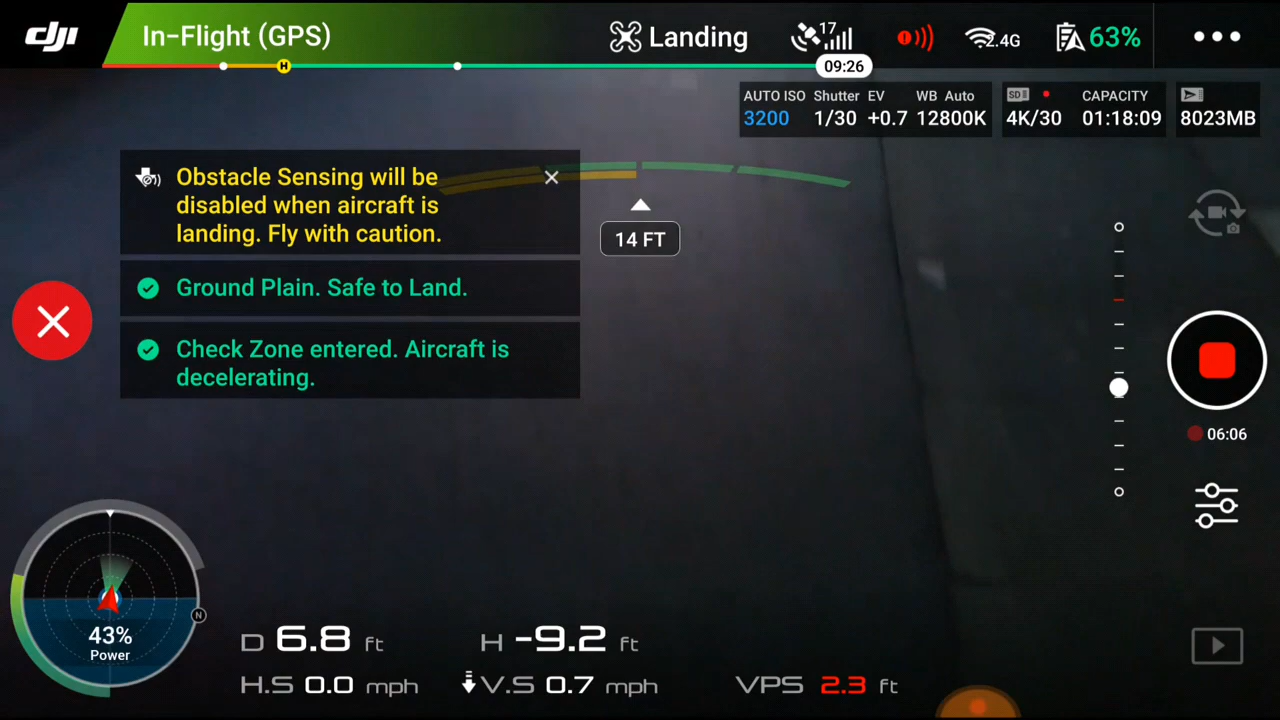 dji In-Flight (GPS) Landing 17 2.4G 63% •••
H 09:26
AUTO ISO Shutter EV WB Auto SD CAPACITY
3200 1/30 +0.7 12800K 4K/30 01:18:09 8023MB
Obstacle Sensing will be
disabled when aircraft is
landing. Fly with caution.
14 FT
Ground Plain. Safe to Land.
Check Zone entered. Aircraft is
decelerating.
06:06
N
43%
Power
D 6.8 ft H -9.2 ft
H.S 0.0 mph V.S 0.7 mph VPS 2.3 ft